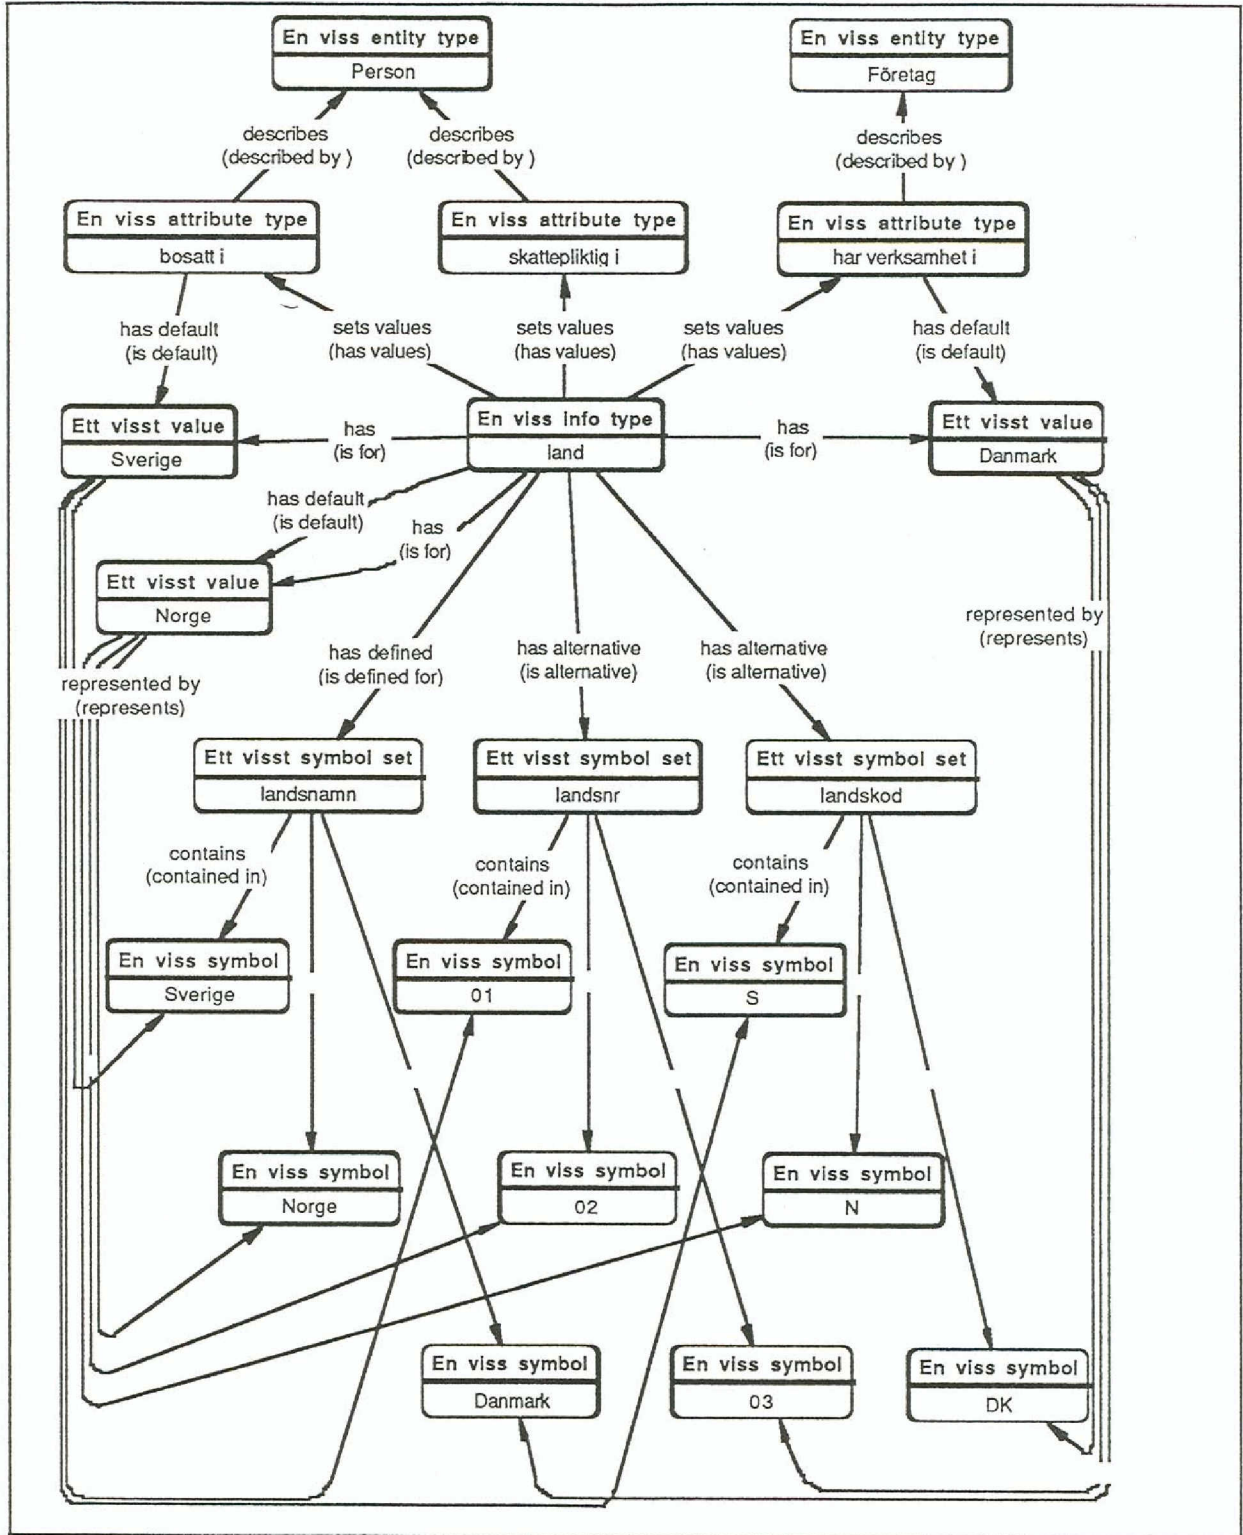 En viss entity type
Person
En viss entity type
Företag
describes
(described by )
describes
(described by )
describes
(described by )
En viss attribute type
bosatt i
En viss attribute type
skattepliktig i
En viss attribute type
har verksamhet i
has default
(is default)
sets values
(has values)
sets values
(has values)
sets values
(has values)
has default
(is default)
Ett visst value
Sverige
has
(is for)
En viss info type
land
has
(is for)
Ett visst value
Danmark
has default
(is default)
has
(is for)
Ett visst value
Norge
represented by
(represents)
represented by
(represents)
has defined
(is defined for)
has alternative
(is alternative)
has alternative
(is alternative)
Ett visst symbol set
landsnamn
Ett visst symbol set
landsnr
Ett visst symbol set
landskod
contains
(contained in)
contains
(contained in)
contains
(contained in)
En viss symbol
Sverige
En viss symbol
01
En viss symbol
S
En viss symbol
Norge
En viss symbol
02
En viss symbol
N
En viss symbol
Danmark
En viss symbol
03
En viss symbol
DK